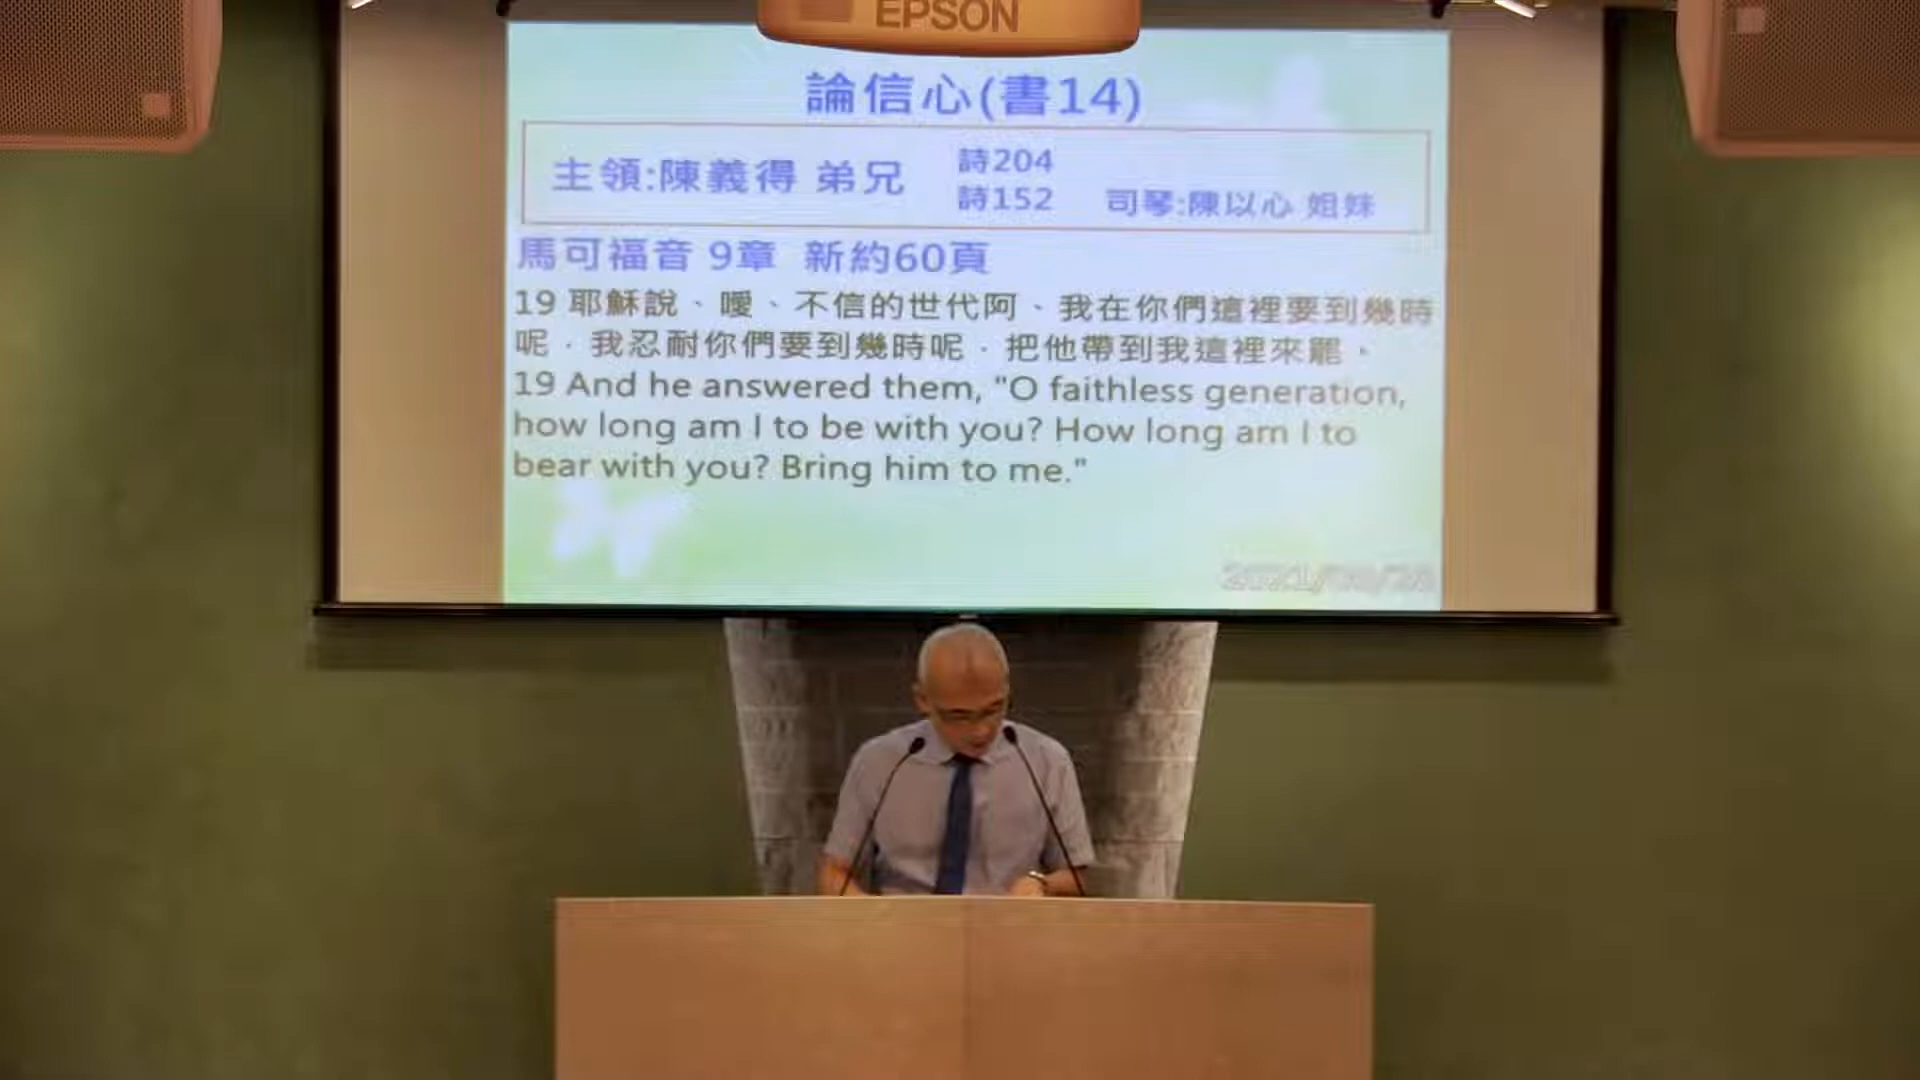 EPSON
論信心(書14)
主領:陳義得 弟兄
詩204
詩152
司琴:陳以心 姐妹
馬可福音 9章 新約60頁
19 耶穌說、噯、不信的世代阿、我在你們這裡要到幾時
呢．我忍耐你們要到幾時呢．把他帶到我這裡來罷。
19 And he answered them, "O faithless generation,
how long am I to be with you? How long am I to
bear with you? Bring him to me."